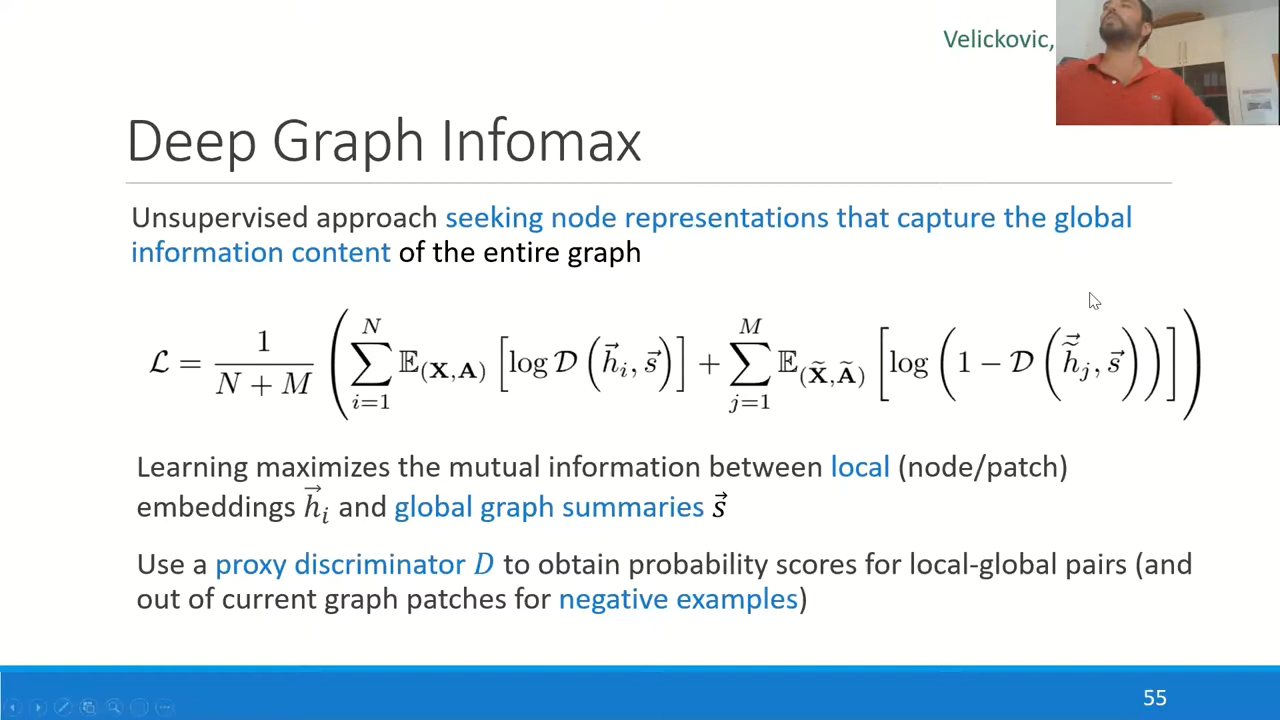 Velickovic,
Deep Graph Infomax
Unsupervised approach seeking node representations that capture the global
information content of the entire graph
ℒ = 1/(N + M) ( ∑_{i=1}^{N} 𝔼_{(𝐗,𝐀)} [ log 𝒟 ( h⃗_i, s⃗ ) ] + ∑_{j=1}^{M} 𝔼_{(𝐗̃,𝐀̃)} [ log ( 1 − 𝒟 ( h̃⃗_j, s⃗ ) ) ] )
Learning maximizes the mutual information between local (node/patch)
embeddings h⃗_i and global graph summaries s⃗
Use a proxy discriminator D to obtain probability scores for local-global pairs (and
out of current graph patches for negative examples)
55